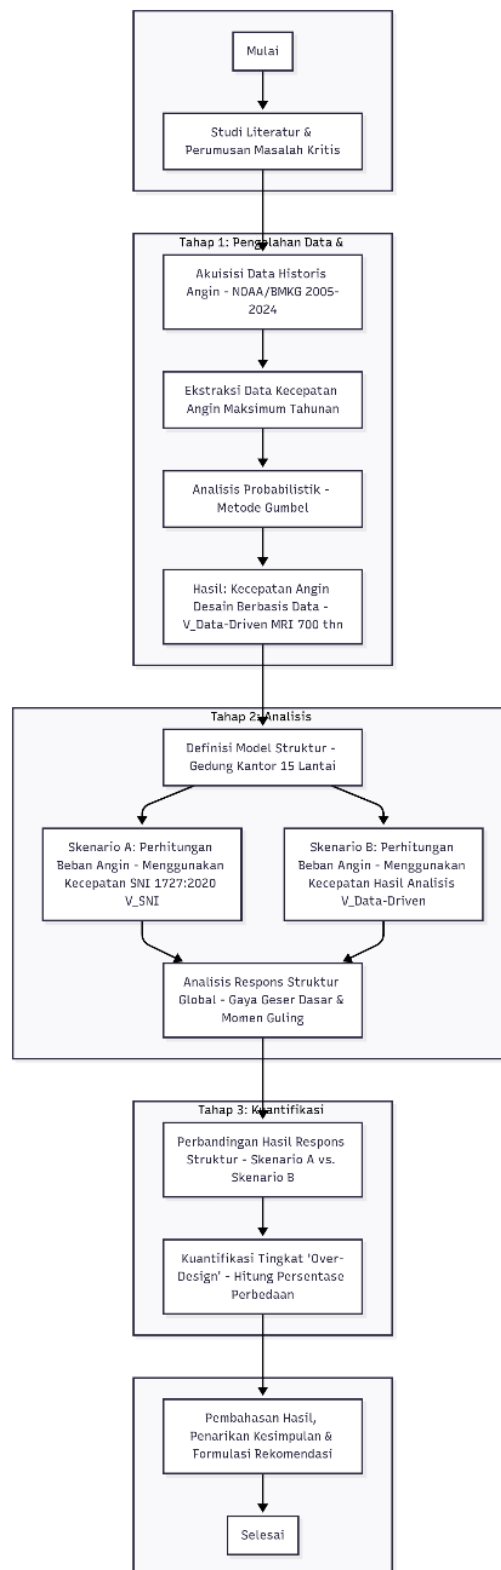 Mulai
Studi Literatur &
Perumusan Masalah Kritis
Tahap 1: Pengolahan Data &
Akuisisi Data Historis
Angin - NOAA/BMKG 2005-
2024
Ekstraksi Data Kecepatan
Angin Maksimum Tahunan
Analisis Probabilistik -
Metode Gumbel
Hasil: Kecepatan Angin
Desain Berbasis Data -
V_Data-Driven MRI 700 thn
Tahap 2: Analisis
Definisi Model Struktur -
Gedung Kantor 15 Lantai
Skenario A: Perhitungan
Beban Angin - Menggunakan
Kecepatan SNI 1727:2020
V_SNI
Skenario B: Perhitungan
Beban Angin - Menggunakan
Kecepatan Hasil Analisis
V_Data-Driven
Analisis Respons Struktur
Global - Gaya Geser Dasar &
Momen Guling
Tahap 3: Kuantifikasi
Perbandingan Hasil Respons
Struktur - Skenario A vs.
Skenario B
Kuantifikasi Tingkat 'Over-
Design' - Hitung Persentase
Perbedaan
Pembahasan Hasil,
Penarikan Kesimpulan &
Formulasi Rekomendasi
Selesai